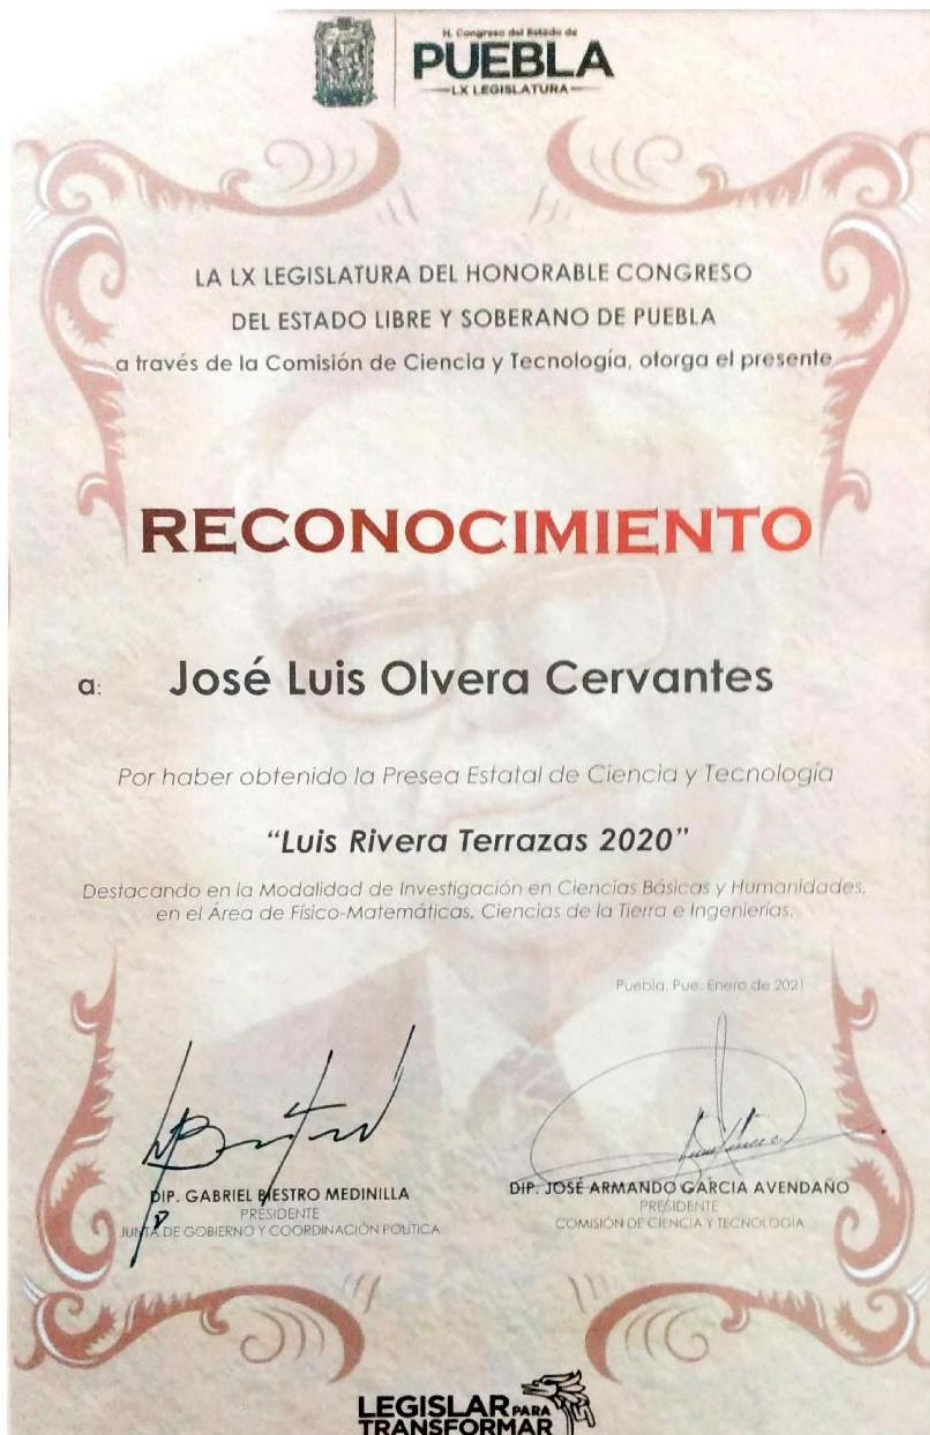 H. Congreso del Estado de
PUEBLA
LX LEGISLATURA
LA LX LEGISLATURA DEL HONORABLE CONGRESO
DEL ESTADO LIBRE Y SOBERANO DE PUEBLA
a través de la Comisión de Ciencia y Tecnología, otorga el presente
RECONOCIMIENTO
a: José Luis Olvera Cervantes
Por haber obtenido la Presea Estatal de Ciencia y Tecnología
“Luis Rivera Terrazas 2020”
Destacando en la Modalidad de Investigación en Ciencias Básicas y Humanidades,
en el Área de Físico-Matemáticas, Ciencias de la Tierra e Ingenierías.
Puebla, Pue. Enero de 2021
DIP. GABRIEL BIESTRO MEDINILLA
PRESIDENTE
JUNTA DE GOBIERNO Y COORDINACIÓN POLÍTICA
DIP. JOSÉ ARMANDO GARCÍA AVENDAÑO
PRESIDENTE
COMISIÓN DE CIENCIA Y TECNOLOGÍA
LEGISLAR PARA
TRANSFORMAR